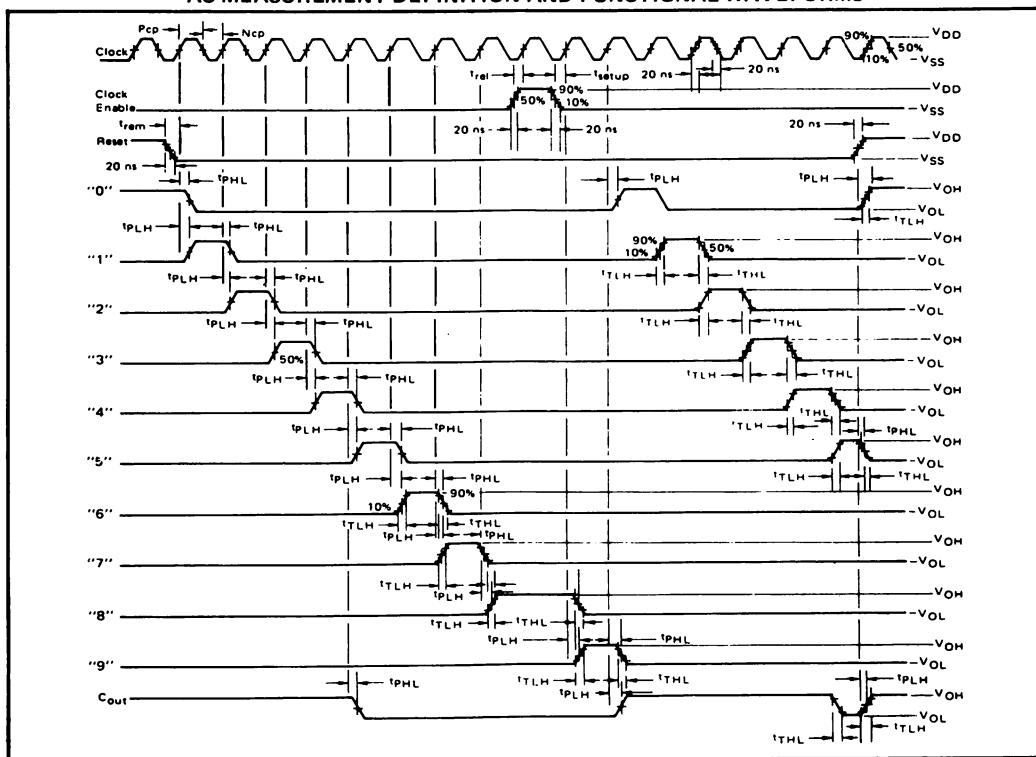 AC MEASUREMENT DEFINITION AND FUNCTIONAL WAVEFORMS
Pcp Ncp 90% VDD
Clock 50%
10% VSS
trel tsetup 20 ns 20 ns
Clock Enable 50% 90% 10% VDD
VSS
trem 20 ns 20 ns 20 ns
Reset VDD
VSS
20 ns tPHL tPLH tPLH
"0" VOH
VOL
tPLH tPHL tTLH
"1" 90% 10% 50% VOH
VOL
tPLH tPHL tTLH tTHL
"2" VOH
VOL
tPLH tPHL tTLH tTHL
"3" 50% VOH
VOL
tPLH tPHL tTLH tTHL
"4" VOH
tTHL VOL
tPLH tPHL tTLH tPHL
"5" VOH
VOL
tPLH tPHL tTLH tTHL
"6" 10% 90% VOH
VOL
tTLH tTHL
tPLH tPHL
"7" VOH
VOL
tTLH tPLH
"8" VOH
VOL
tTLH tTHL
tPLH tPHL
"9" VOH
VOL
tTLH tTHL
tPHL tPLH tPLH
Cout VOH
VOL
tTHL tTLH